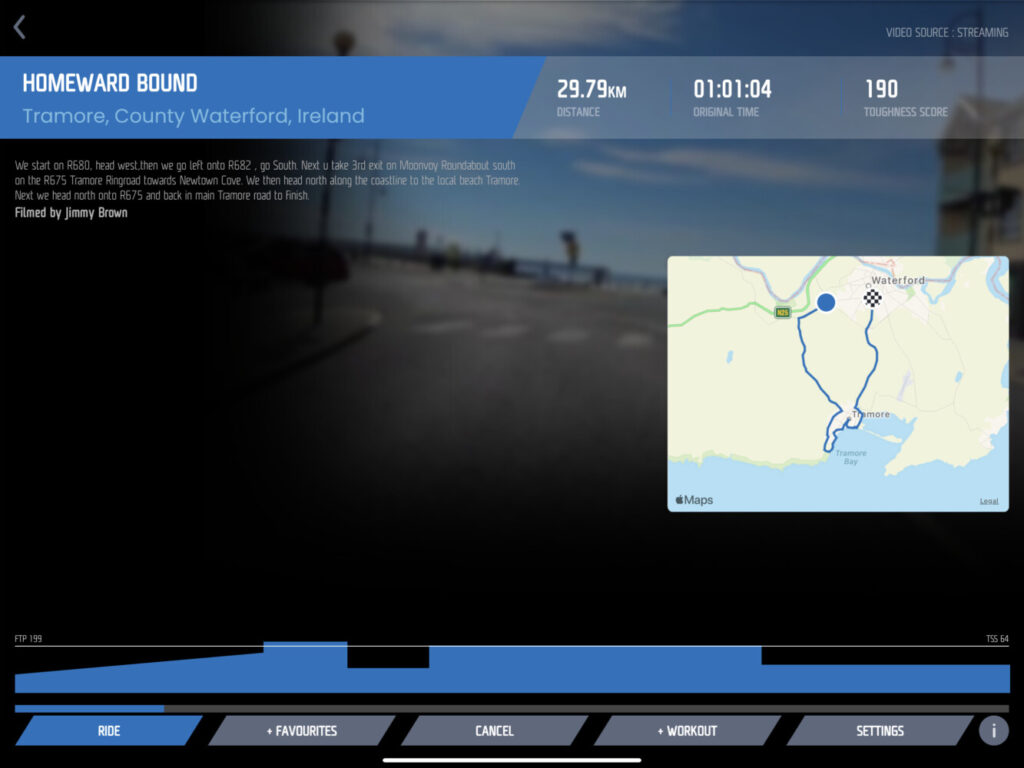 VIDEO SOURCE : STREAMING
HOMEWARD BOUND
Tramore, County Waterford, Ireland
29.79KM
DISTANCE
01:01:04
ORIGINAL TIME
190
TOUGHNESS SCORE
We start on R680, head west,then we go left onto R682 , go South. Next u take 3rd exit on Moonvoy Roundabout south
on the R675 Tramore Ringroad towards Newtown Cove. We then head north along the coastline to the local beach Tramore.
Next we head north onto R675 and back in main Tramore road to Finish.
Filmed by Jimmy Brown
Waterford
N25
Tramore
Tramore
Bay
Maps
Legal
FTP 199
TSS 64
RIDE
+ FAVOURITES
CANCEL
+ WORKOUT
SETTINGS
i